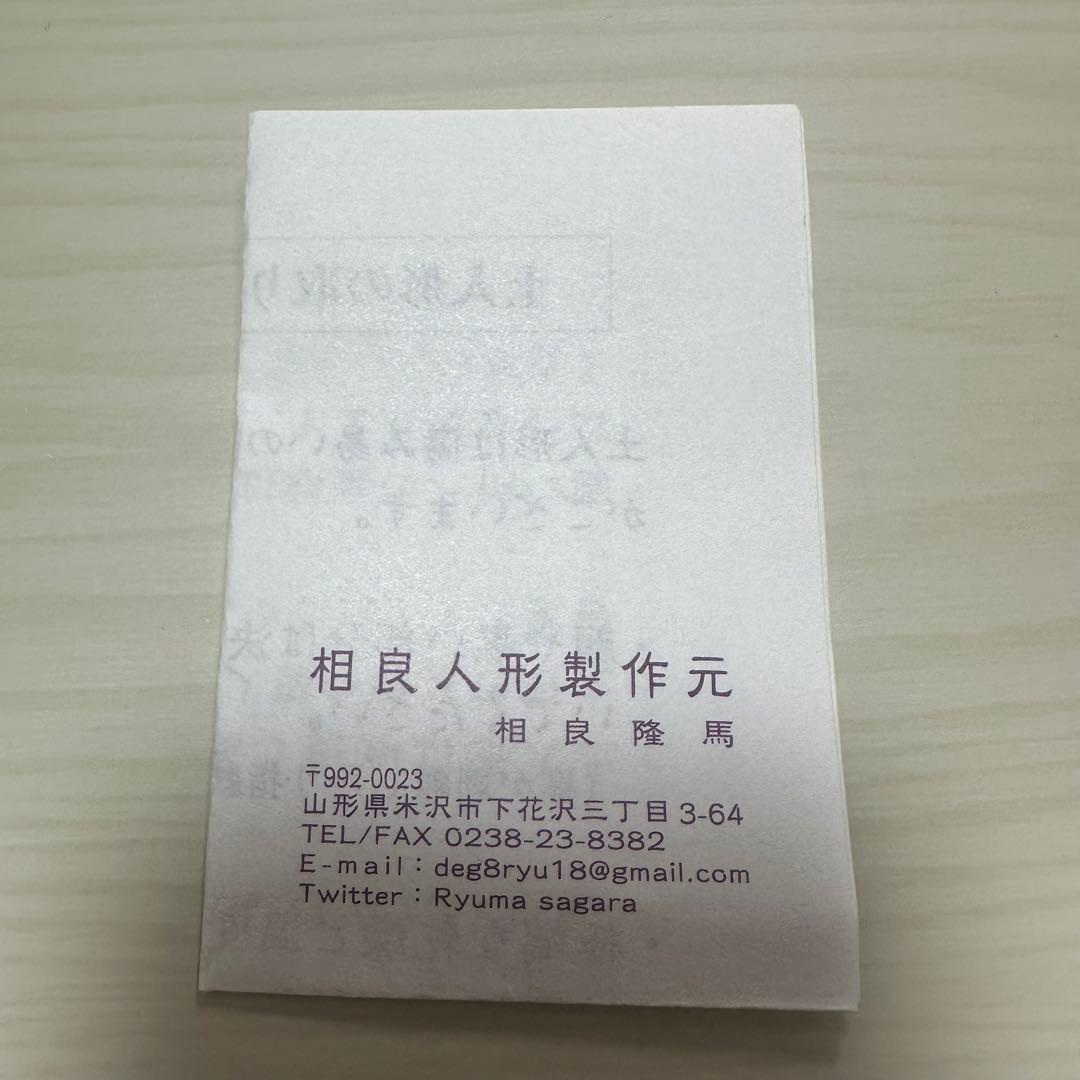 相良人形製作元
相良隆馬
〒992-0023
山形県米沢市下花沢三丁目3-64
TEL/FAX 0238-23-8382
E-mail：deg8ryu18@gmail.com
Twitter：Ryuma sagara